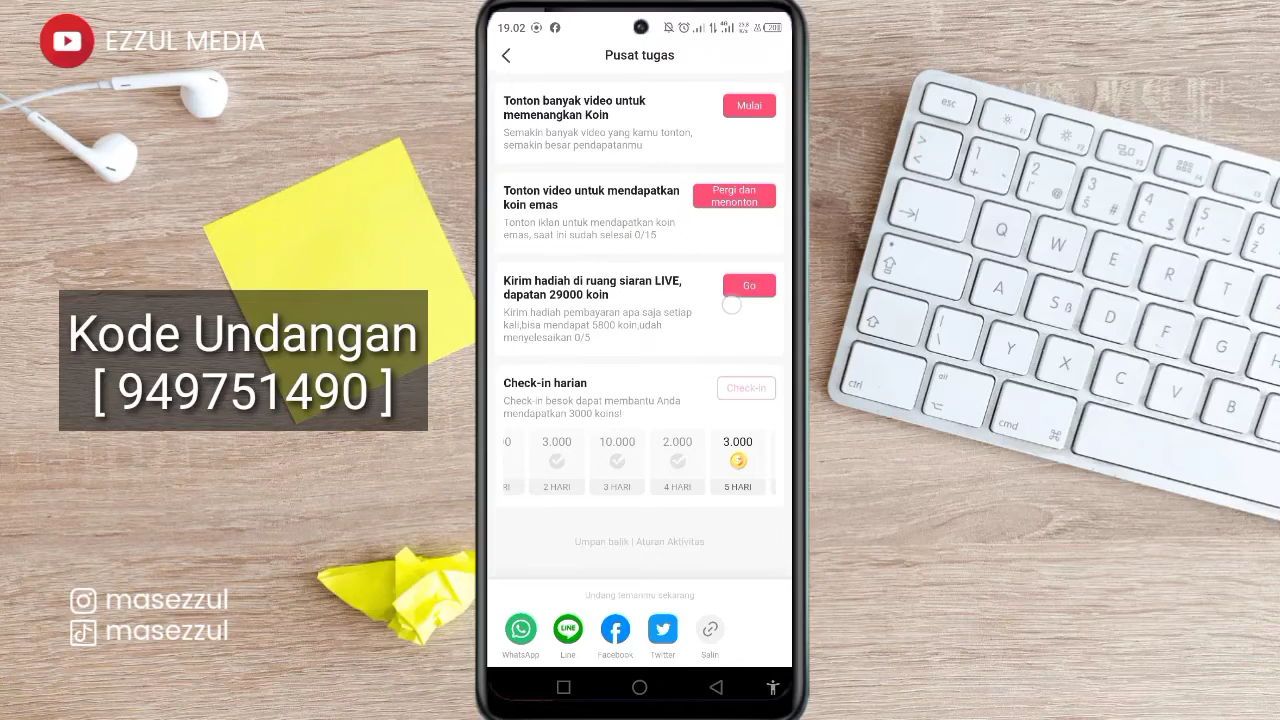 EZZUL MEDIA
Kode Undangan
[ 949751490 ]
masezzul
masezzul
19.02
Pusat tugas
Tonton banyak video untuk
memenangkan Koin
Mulai
Semakin banyak video yang kamu tonton,
semakin besar pendapatanmu
Tonton video untuk mendapatkan
koin emas
Pergi dan
menonton
Tonton iklan untuk mendapatkan koin
emas, saat ini sudah selesai 0/15
Kirim hadiah di ruang siaran LIVE,
dapatan 29000 koin
Go
Kirim hadiah pembayaran apa saja setiap
kali,bisa mendapat 5800 koin.udah
menyelesaikan 0/5
Check-in harian
Check-in
Check-in besok dapat membantu Anda
mendapatkan 3000 koins!
3.000 10.000 2.000 3.000
2 HARI 3 HARI 4 HARI 5 HARI
Umpan balik | Aturan Aktivitas
Undang temanmu sekarang
LINE
WhatsApp Line Facebook Twitter Salin
esc
Q W E R T
A S D F G
Y X C V B
ctrl
cmd